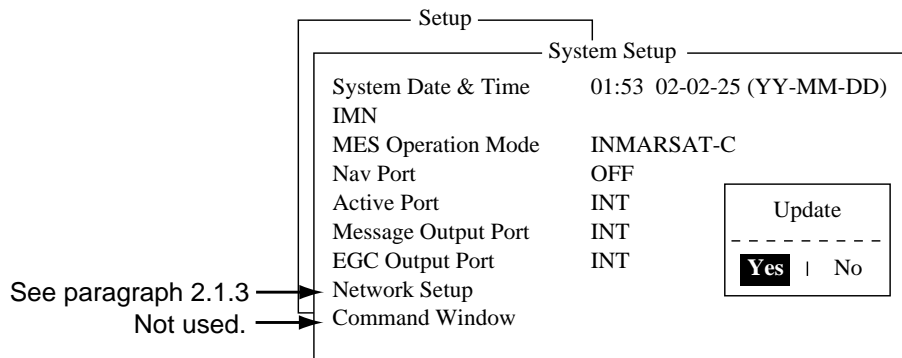 Setup
System Setup
System Date & Time 01:53 02-02-25 (YY-MM-DD)
IMN
MES Operation Mode INMARSAT-C
Nav Port OFF
Active Port INT
Message Output Port INT
EGC Output Port INT
Network Setup
Command Window
Update
Yes | No
See paragraph 2.1.3
Not used.